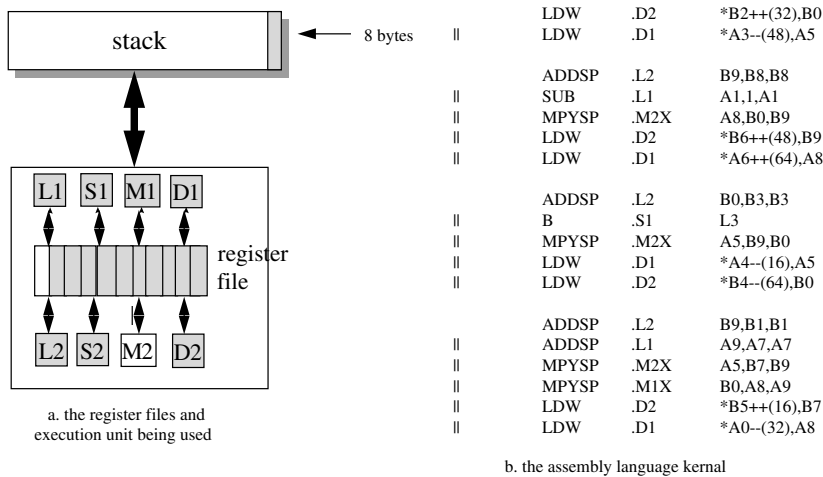 stack
8 bytes
L1 S1 M1 D1
register
file
L2 S2 M2 D2
a. the register files and
execution unit being used
LDW .D2 *B2++(32),B0
|| LDW .D1 *A3--(48),A5
ADDSP .L2 B9,B8,B8
|| SUB .L1 A1,1,A1
|| MPYSP .M2X A8,B0,B9
|| LDW .D2 *B6++(48),B9
|| LDW .D1 *A6++(64),A8
ADDSP .L2 B0,B3,B3
|| B .S1 L3
|| MPYSP .M2X A5,B9,B0
|| LDW .D1 *A4--(16),A5
|| LDW .D2 *B4--(64),B0
ADDSP .L2 B9,B1,B1
|| ADDSP .L1 A9,A7,A7
|| MPYSP .M2X A5,B7,B9
|| MPYSP .M1X B0,A8,A9
|| LDW .D2 *B5++(16),B7
|| LDW .D1 *A0--(32),A8
b. the assembly language kernal